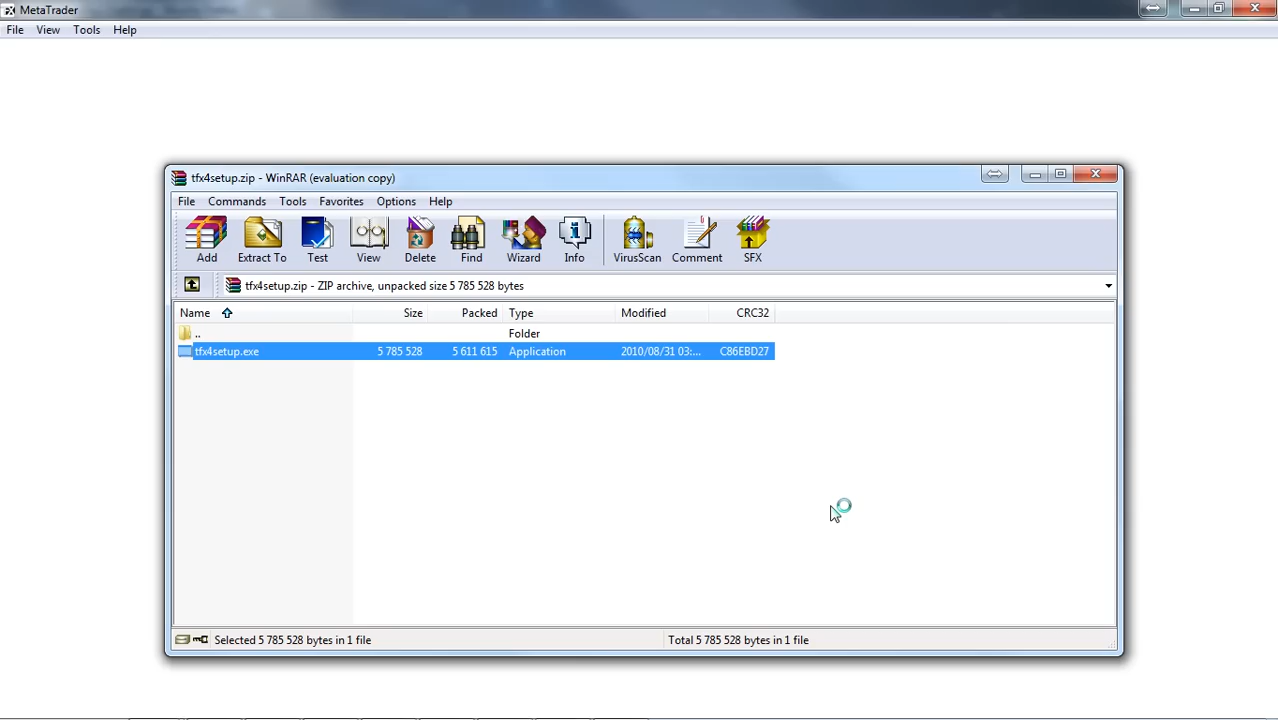 MetaTrader
File View Tools Help
tfx4setup.zip - WinRAR (evaluation copy)
File Commands Tools Favorites Options Help
Add Extract To Test View Delete Find Wizard Info VirusScan Comment SFX
tfx4setup.zip - ZIP archive, unpacked size 5 785 528 bytes
Name Size Packed Type Modified CRC32
.. Folder
tfx4setup.exe 5 785 528 5 611 615 Application 2010/08/31 03:... C86EBD27
Selected 5 785 528 bytes in 1 file Total 5 785 528 bytes in 1 file